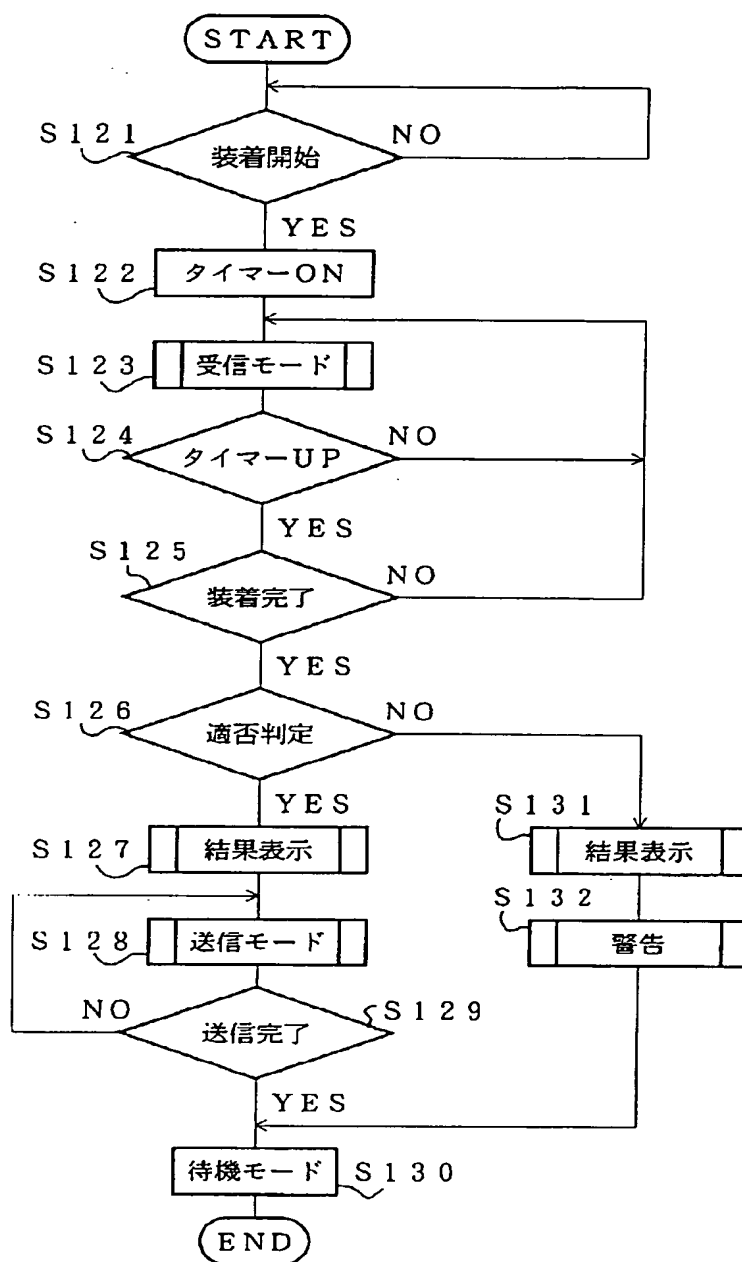 START
S121
装着開始
NO
YES
S122
タイマーON
S123
受信モード
S124
タイマーUP
NO
YES
S125
装着完了
NO
YES
S126
適否判定
NO
YES
S127
結果表示
S131
結果表示
S128
送信モード
S132
警告
NO
送信完了
S129
YES
待機モード
S130
END